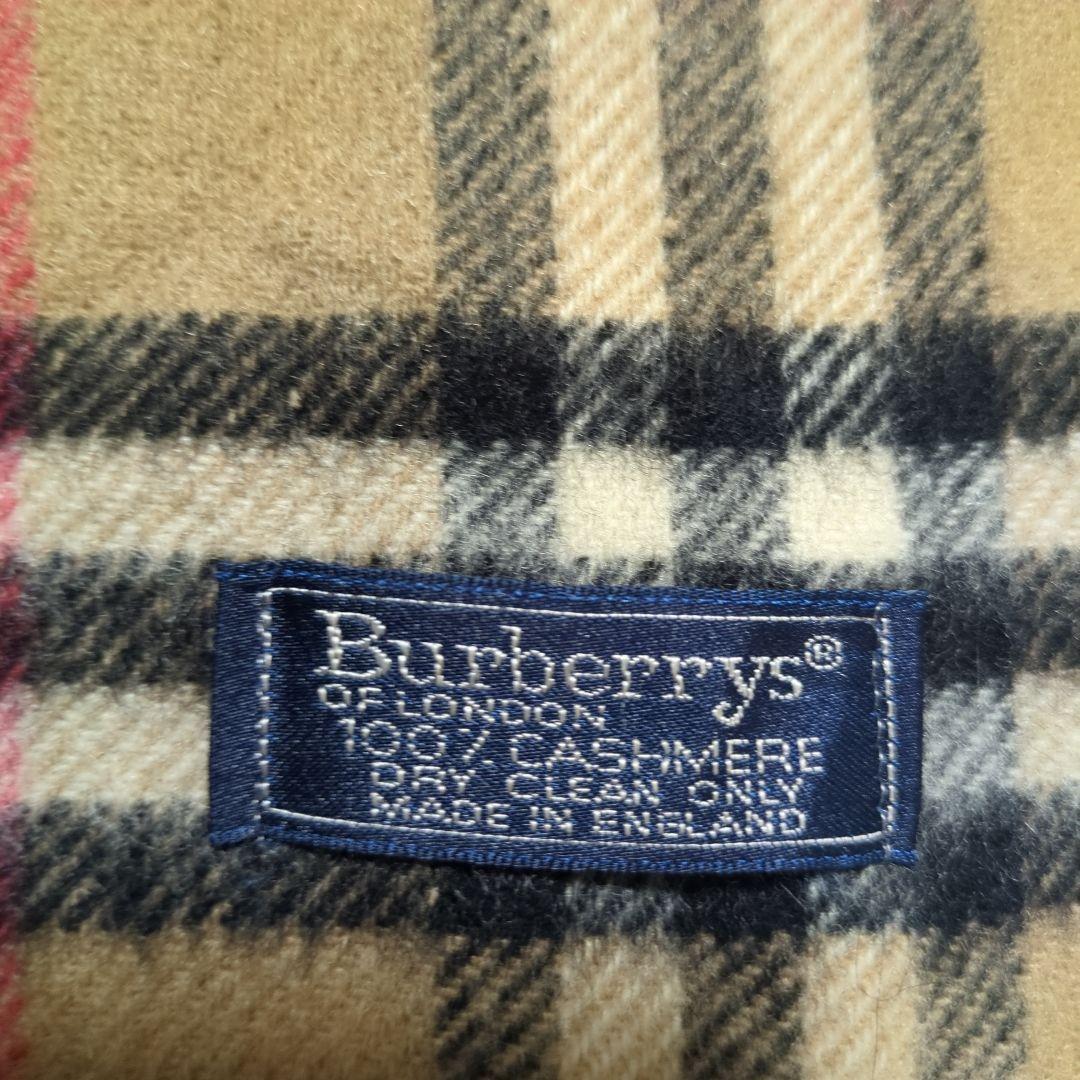 Burberrys®
OF LONDON
100% CASHMERE
DRY CLEAN ONLY
MADE IN ENGLAND